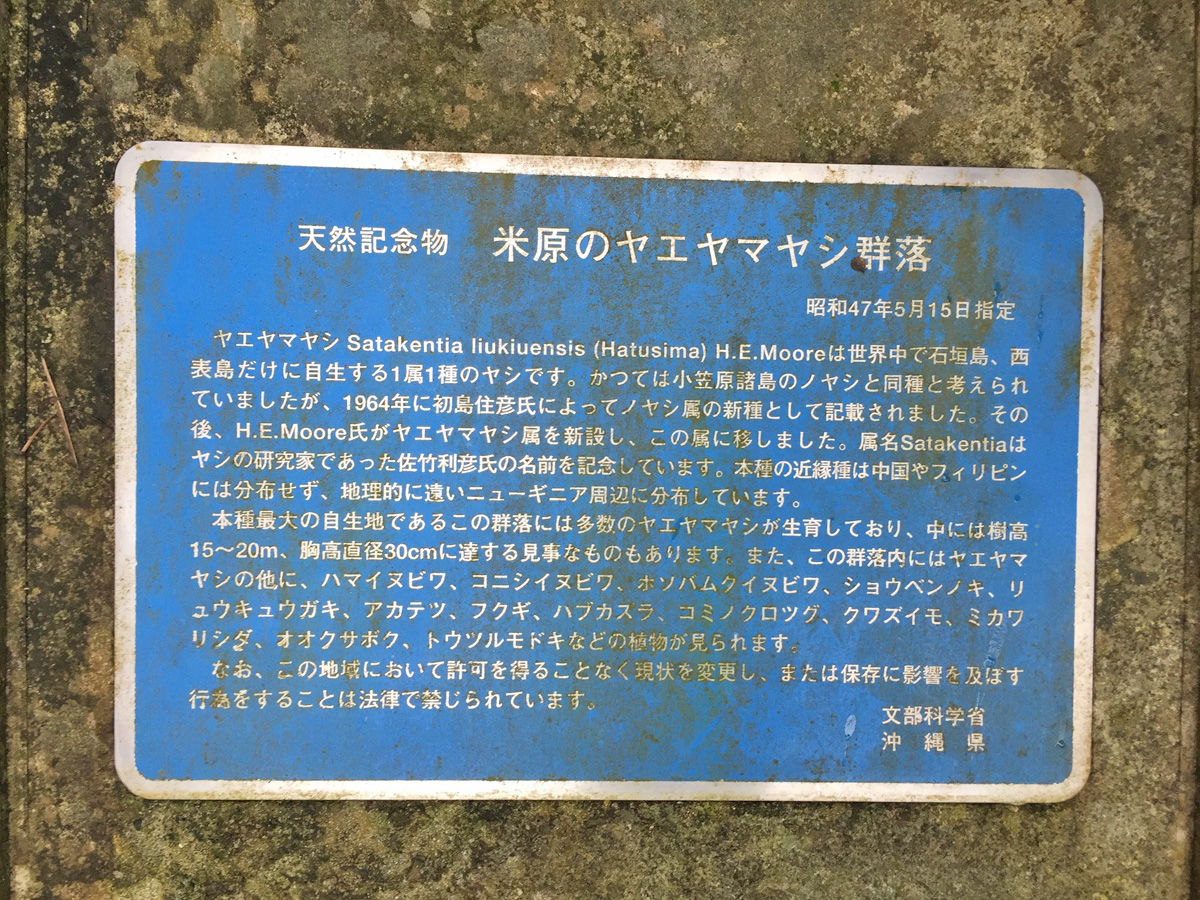 天然記念物　米原のヤエヤマヤシ群落
昭和47年5月15日指定
ヤエヤマヤシ Satakentia liukiuensis (Hatusima) H.E.Mooreは世界中で石垣島、西
表島だけに自生する1属1種のヤシです。かつては小笠原諸島のノヤシと同種と考えられ
ていましたが、1964年に初島住彦氏によってノヤシ属の新種として記載されました。その
後、H.E.Moore氏がヤエヤマヤシ属を新設し、この属に移しました。属名Satakentiaは
ヤシの研究家であった佐竹利彦氏の名前を記念しています。本種の近縁種は中国やフィリピン
には分布せず、地理的に遠いニューギニア周辺に分布しています。
本種最大の自生地であるこの群落には多数のヤエヤマヤシが生育しており、中には樹高
15〜20m、胸高直径30cmに達する見事なものもあります。また、この群落内にはヤエヤマ
ヤシの他に、ハマイヌビワ、コニシイヌビワ、ホソバムクイヌビワ、ショウベンノキ、リ
ュウキュウガキ、アカテツ、フクギ、ハブカズラ、コミノクロツグ、クワズイモ、ミカワ
リシダ、オオクサボク、トウツルモドキなどの植物が見られます。
なお、この地域において許可を得ることなく現状を変更し、または保存に影響を及ぼす
行為をすることは法律で禁じられています。
文部科学省
沖　縄　県